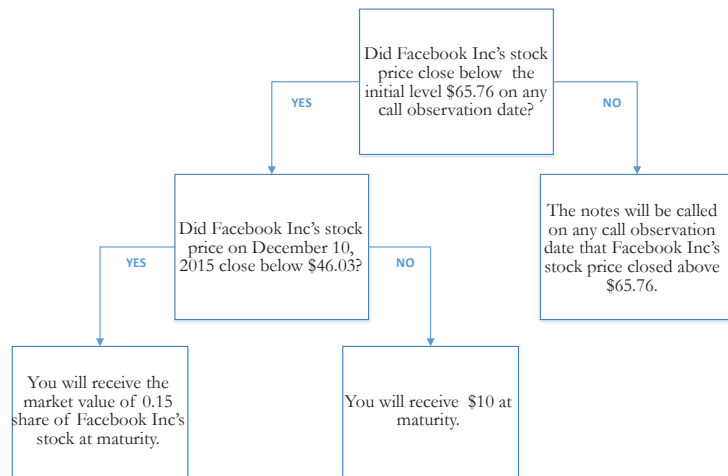 Did Facebook Inc's stock
price close below the
initial level $65.76 on any
call observation date?
YES
NO
Did Facebook Inc's stock
price on December 10,
2015 close below $46.03?
The notes will be called
on any call observation
date that Facebook Inc's
stock price closed above
$65.76.
YES
NO
You will receive the
market value of 0.15
share of Facebook Inc's
stock at maturity.
You will receive $10 at
maturity.